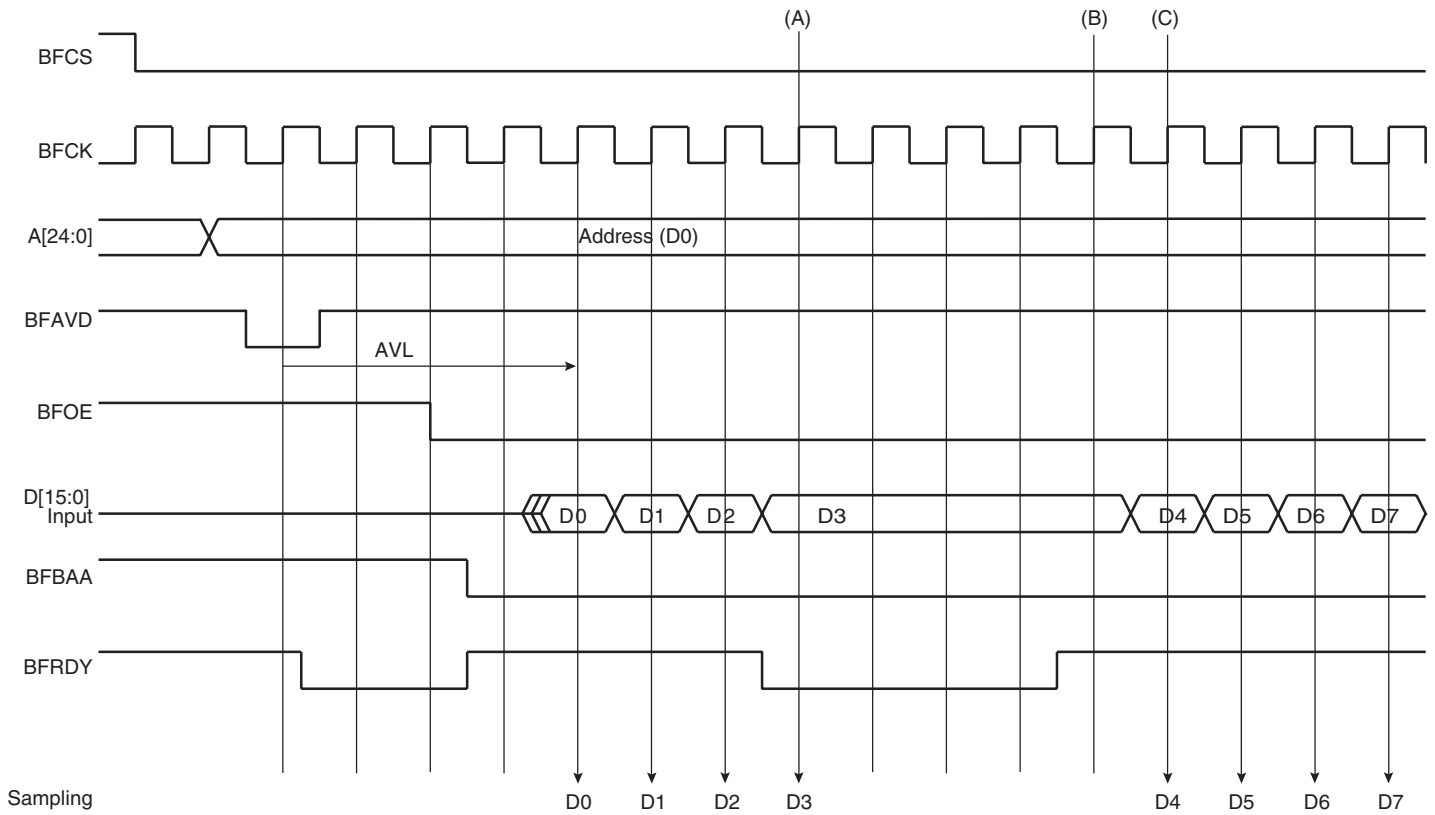 (A) (B) (C)
BFCS
BFCK
A[24:0] Address (D0)
BFAVD
AVL
BFOE
D[15:0]
Input D0 D1 D2 D3 D4 D5 D6 D7
BFBAA
BFRDY
Sampling D0 D1 D2 D3 D4 D5 D6 D7